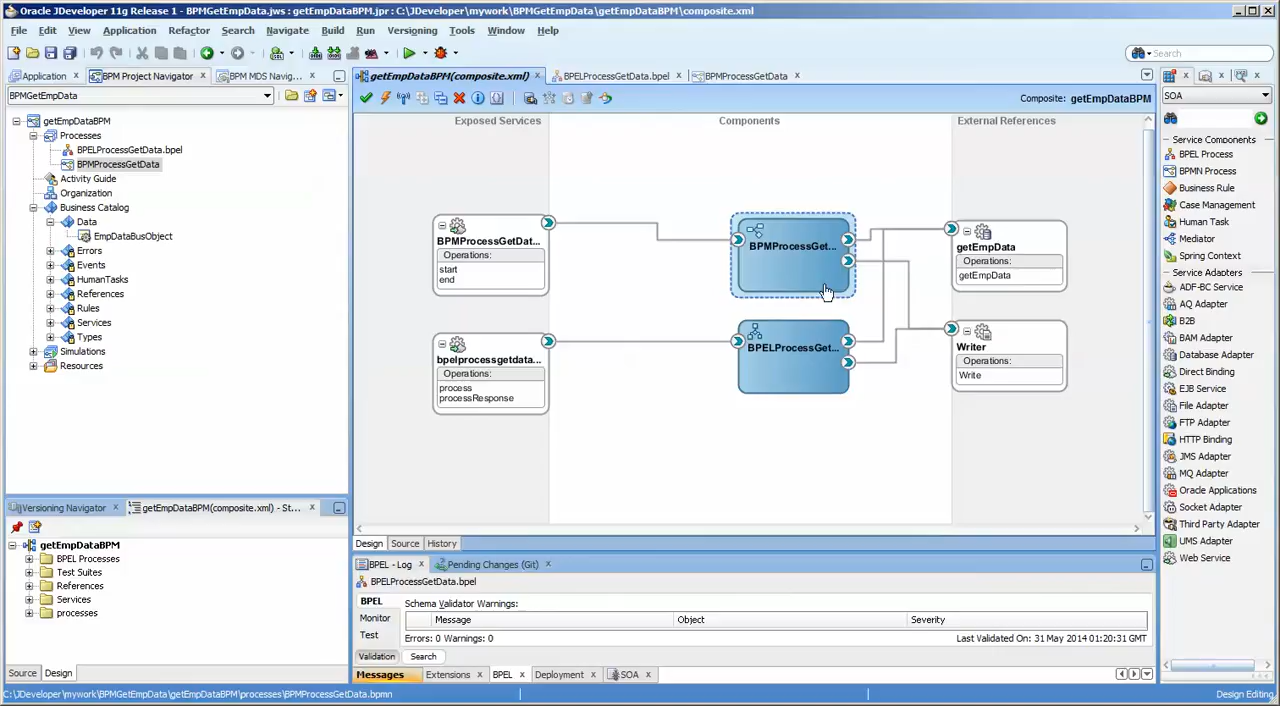 Oracle JDeveloper 11g Release 1 - BPMGetEmpData.jws : getEmpDataBPM.jpr : C:\JDeveloper\mywork\BPMGetEmpData\getEmpDataBPM\composite.xml
File Edit View Application Refactor Search Navigate Build Run Versioning Tools Window Help
Search
Application
BPM Project Navigator
BPM MDS Navig...
BPMGetEmpData
getEmpDataBPM
Processes
BPELProcessGetData.bpel
BPMProcessGetData
Activity Guide
Organization
Business Catalog
Data
EmpDataBusObject
Errors
Events
HumanTasks
References
Rules
Services
Types
Simulations
Resources
Versioning Navigator
getEmpDataBPM(composite.xml) - St...
getEmpDataBPM
BPEL Processes
Test Suites
References
Services
processes
Source Design
getEmpDataBPM(composite.xml)
BPELProcessGetData.bpel
BPMProcessGetData
Composite: getEmpDataBPM
Exposed Services
Components
External References
BPMProcessGetDat...
Operations:
start
end
BPMProcessGet...
getEmpData
Operations:
getEmpData
bpelprocessgetdata...
Operations:
process
processResponse
BPELProcessGet...
Writer
Operations:
Write
Design Source History
BPEL - Log
Pending Changes (Git)
BPELProcessGetData.bpel
BPEL
Monitor
Test
Schema Validator Warnings:
Message Object Severity
Errors: 0 Warnings: 0
Last Validated On: 31 May 2014 01:20:31 GMT
Validation Search
Messages Extensions BPEL Deployment SOA
SOA
Service Components
BPEL Process
BPMN Process
Business Rule
Case Management
Human Task
Mediator
Spring Context
Service Adapters
ADF-BC Service
AQ Adapter
B2B
BAM Adapter
Database Adapter
Direct Binding
EJB Service
File Adapter
FTP Adapter
HTTP Binding
JMS Adapter
MQ Adapter
Oracle Applications
Socket Adapter
Third Party Adapter
UMS Adapter
Web Service
C:\JDeveloper\mywork\BPMGetEmpData\getEmpDataBPM\processes\BPMProcessGetData.bpmn
Design Editing